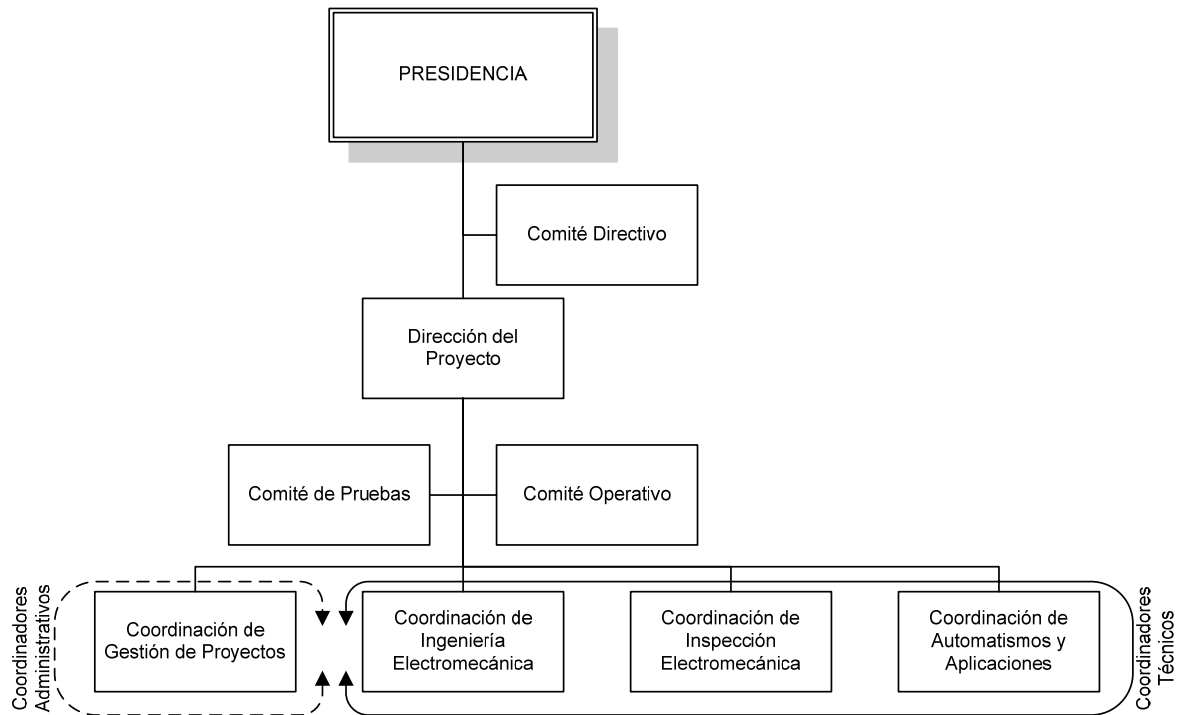 PRESIDENCIA
Comité Directivo
Dirección del
Proyecto
Comité de Pruebas
Comité Operativo
Coordinadores
Administrativos
Coordinación de
Gestión de Proyectos
Coordinación de
Ingeniería
Electromecánica
Coordinación de
Inspección
Electromecánica
Coordinación de
Automatismos y
Aplicaciones
Coordinadores
Técnicos